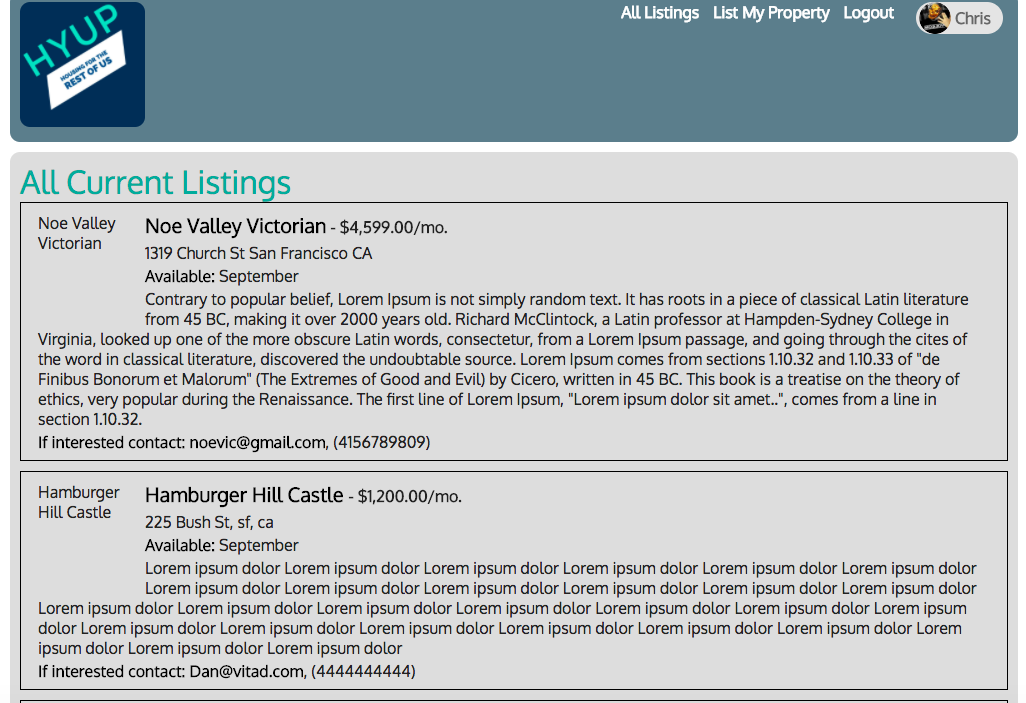 HYUP
HOUSING FOR THE
REST OF US
All Listings List My Property Logout Chris
All Current Listings
Noe Valley
Victorian
Noe Valley Victorian - $4,599.00/mo.
1319 Church St San Francisco CA
Available: September
Contrary to popular belief, Lorem Ipsum is not simply random text. It has roots in a piece of classical Latin literature
from 45 BC, making it over 2000 years old. Richard McClintock, a Latin professor at Hampden-Sydney College in
Virginia, looked up one of the more obscure Latin words, consectetur, from a Lorem Ipsum passage, and going through the cites of
the word in classical literature, discovered the undoubtable source. Lorem Ipsum comes from sections 1.10.32 and 1.10.33 of "de
Finibus Bonorum et Malorum" (The Extremes of Good and Evil) by Cicero, written in 45 BC. This book is a treatise on the theory of
ethics, very popular during the Renaissance. The first line of Lorem Ipsum, "Lorem ipsum dolor sit amet..", comes from a line in
section 1.10.32.
If interested contact: noevic@gmail.com, (4156789809)
Hamburger
Hill Castle
Hamburger Hill Castle - $1,200.00/mo.
225 Bush St, sf, ca
Available: September
Lorem ipsum dolor Lorem ipsum dolor Lorem ipsum dolor Lorem ipsum dolor Lorem ipsum dolor Lorem ipsum dolor
Lorem ipsum dolor Lorem ipsum dolor Lorem ipsum dolor Lorem ipsum dolor Lorem ipsum dolor Lorem ipsum dolor
Lorem ipsum dolor Lorem ipsum dolor Lorem ipsum dolor Lorem ipsum dolor Lorem ipsum dolor Lorem ipsum dolor Lorem ipsum
dolor Lorem ipsum dolor Lorem ipsum dolor Lorem ipsum dolor Lorem ipsum dolor Lorem ipsum dolor Lorem ipsum dolor Lorem
ipsum dolor Lorem ipsum dolor Lorem ipsum dolor
If interested contact: Dan@vitad.com, (4444444444)